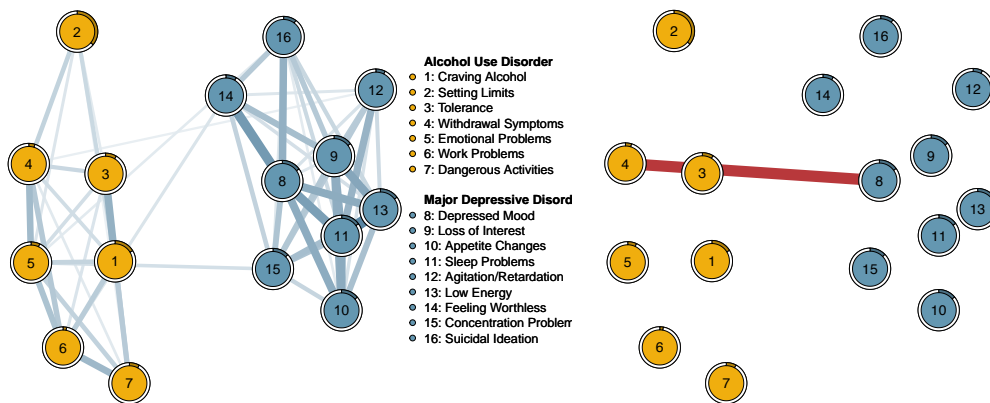 2
16
14
12
4
3
9
8
13
11
5
1
15
10
6
7
Alcohol Use Disorder
1: Craving Alcohol
2: Setting Limits
3: Tolerance
4: Withdrawal Symptoms
5: Emotional Problems
6: Work Problems
7: Dangerous Activities
Major Depressive Disord
8: Depressed Mood
9: Loss of Interest
10: Appetite Changes
11: Sleep Problems
12: Agitation/Retardation
13: Low Energy
14: Feeling Worthless
15: Concentration Problem
16: Suicidal Ideation
2
16
14
12
4
3
9
8
13
11
5
1
15
10
6
7